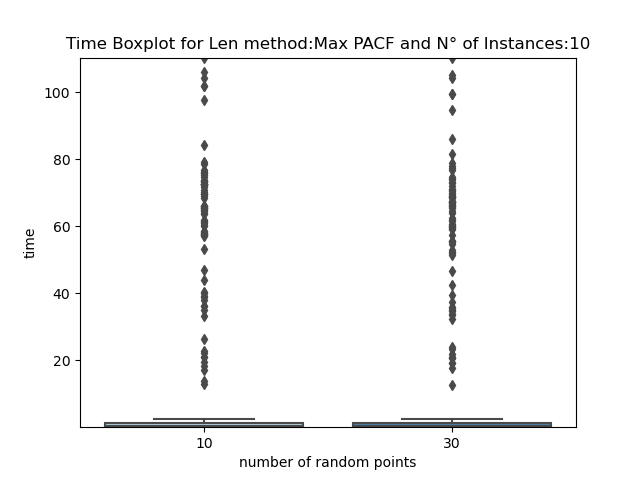 Time Boxplot for Len method:Max PACF and N° of Instances:10
100
80
60
40
20
time
10 30
number of random points